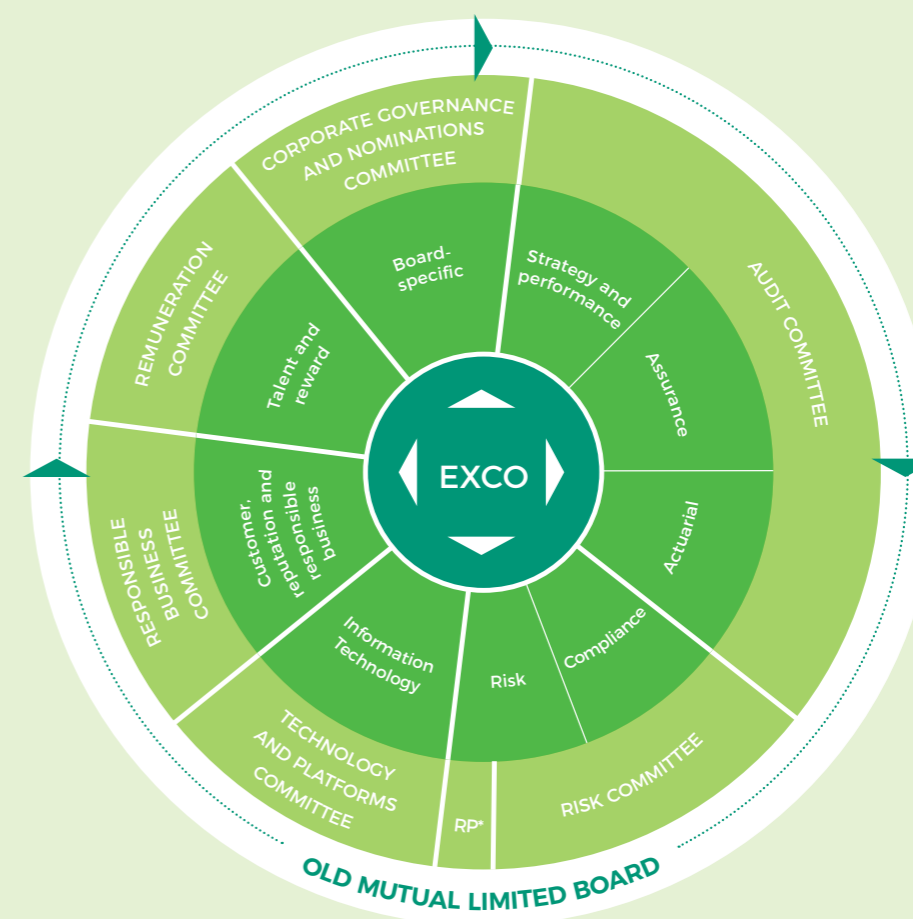 CORPORATE GOVERNANCE
AND NOMINATIONS
COMMITTEE
AUDIT COMMITTEE
RISK COMMITTEE
RP*
TECHNOLOGY
AND PLATFORMS
COMMITTEE
RESPONSIBLE
BUSINESS
COMMITTEE
REMUNERATION
COMMITTEE
Board-
specific
Strategy and
performance
Assurance
Actuarial
Compliance
Risk
Information
Technology
Customer,
reputation and
responsible
business
Talent and
reward
EXCO
OLD MUTUAL LIMITED BOARD